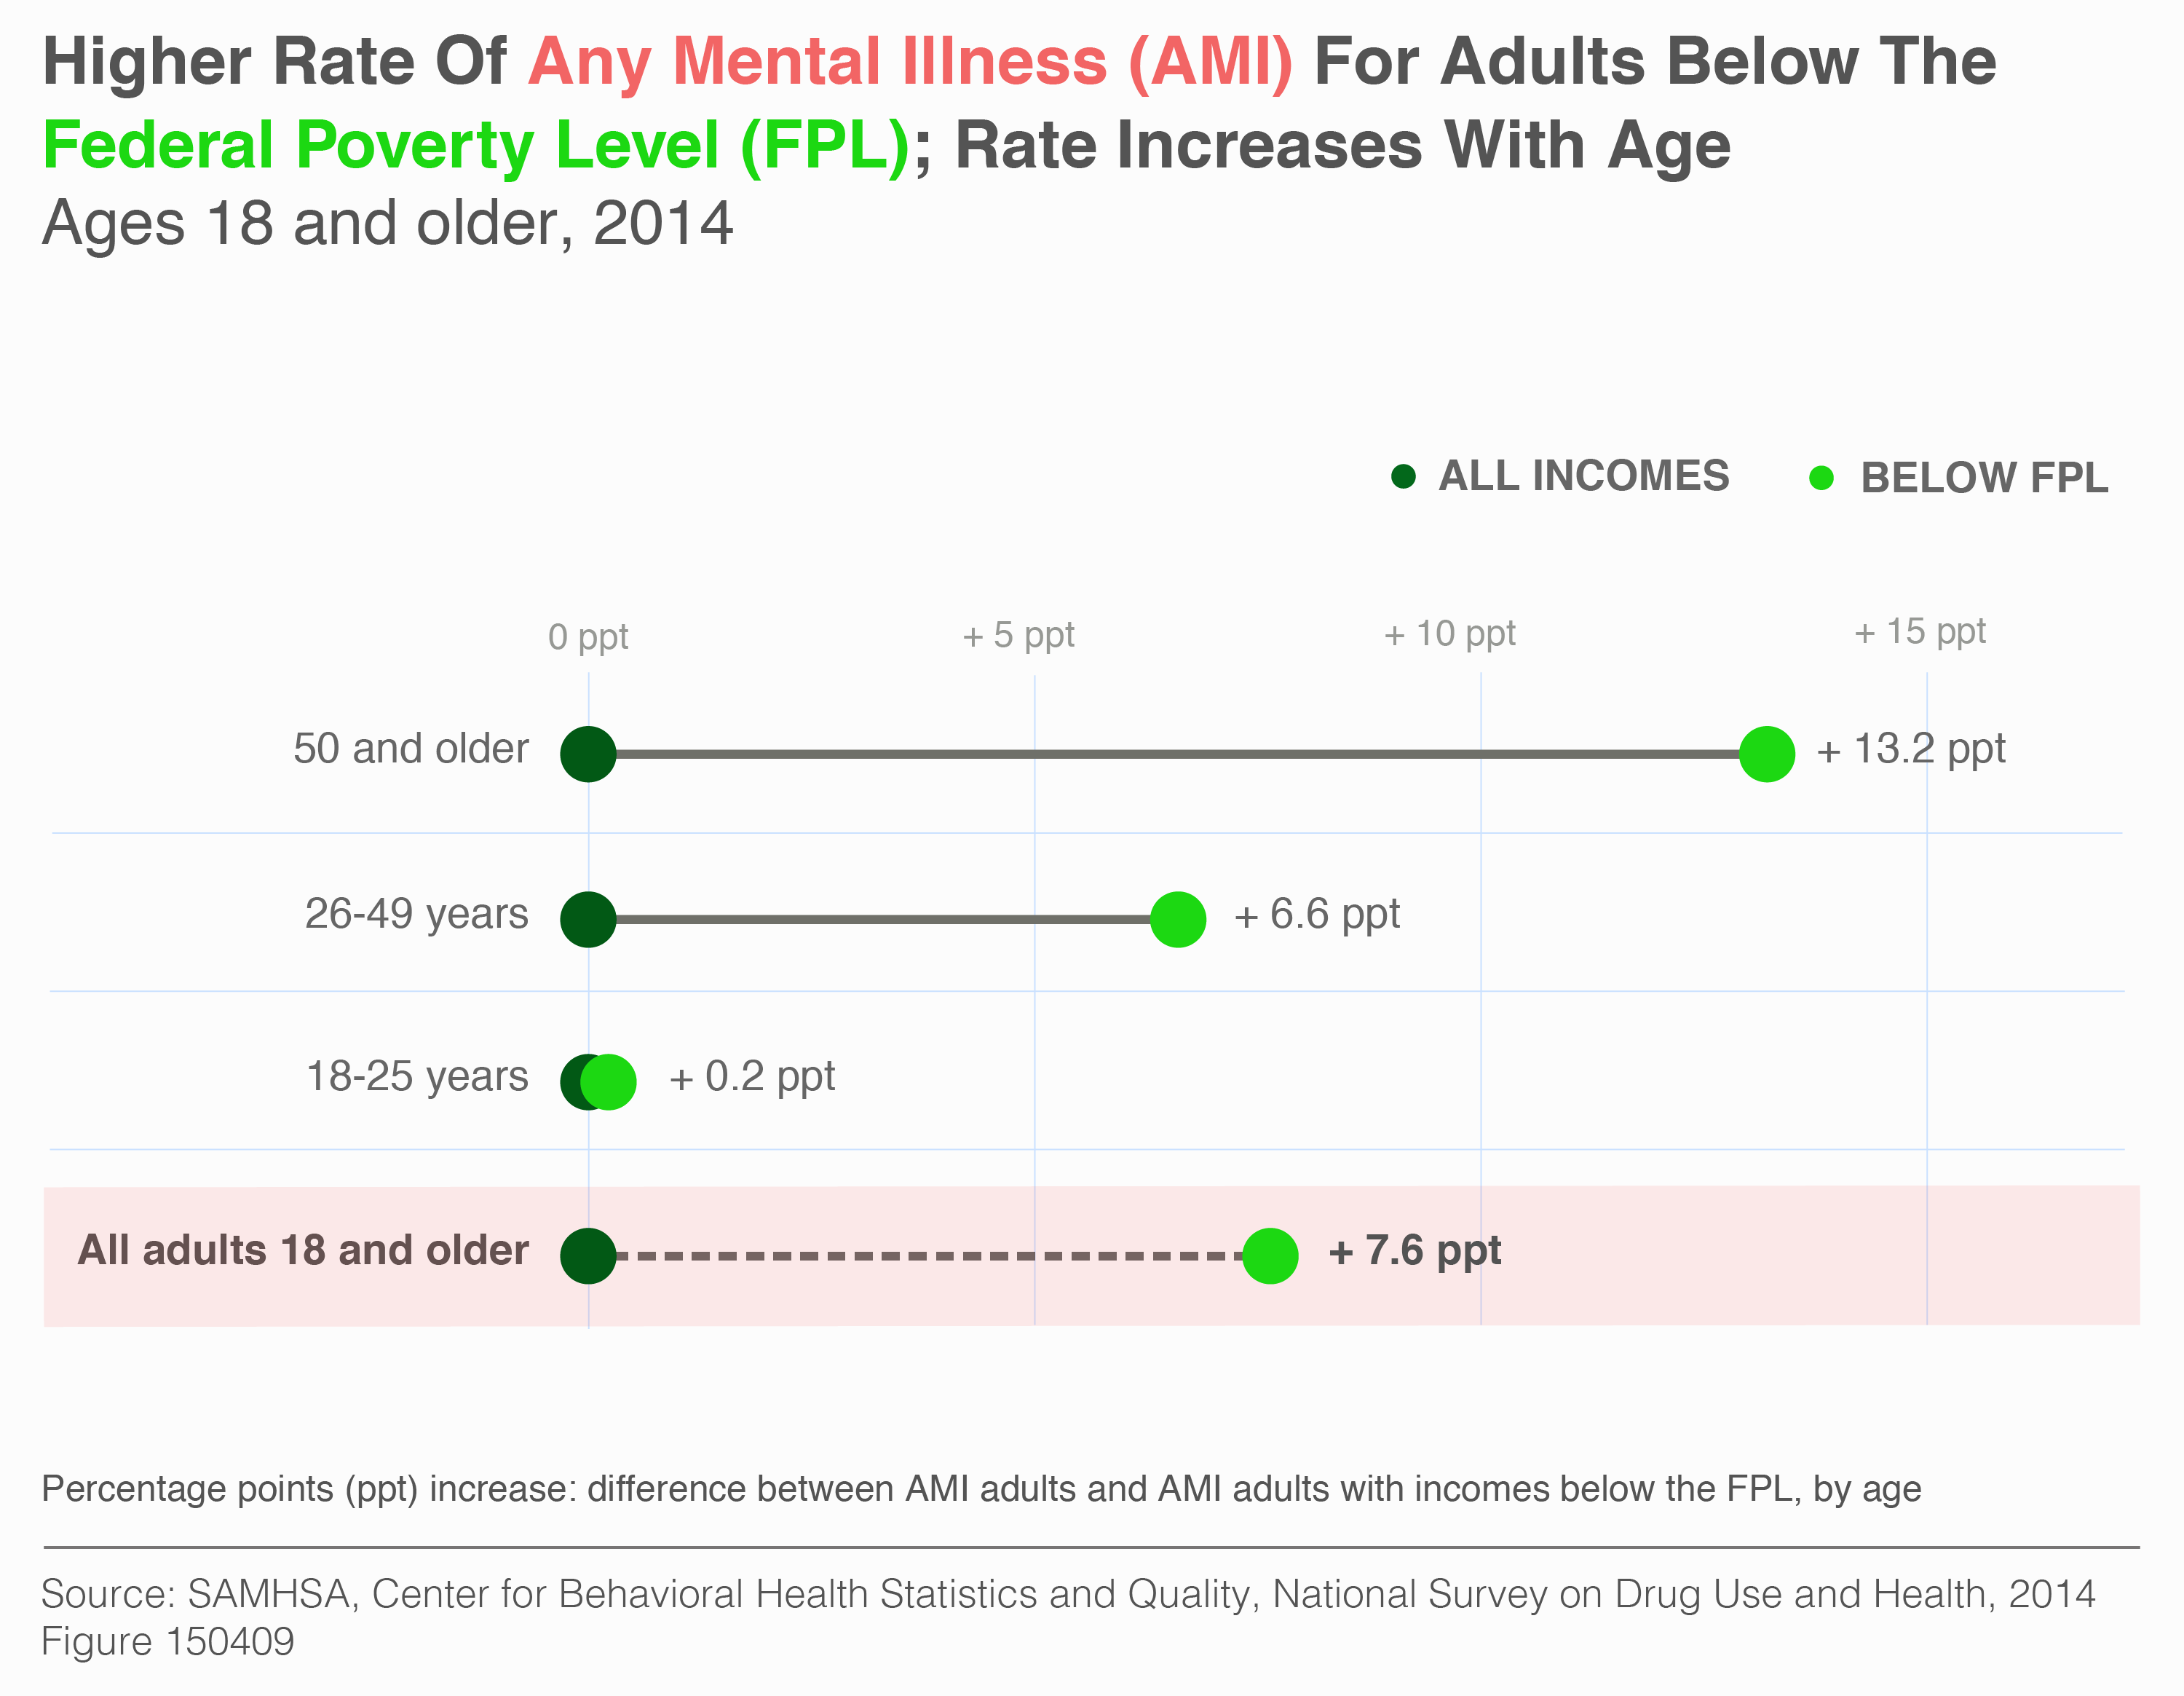 Higher Rate Of Any Mental Illness (AMI) For Adults Below The
Federal Poverty Level (FPL); Rate Increases With Age
Ages 18 and older, 2014
ALL INCOMES
BELOW FPL
0 ppt
+ 5 ppt
+ 10 ppt
+ 15 ppt
50 and older
+ 13.2 ppt
26-49 years
+ 6.6 ppt
18-25 years
+ 0.2 ppt
All adults 18 and older
+ 7.6 ppt
Percentage points (ppt) increase: difference between AMI adults and AMI adults with incomes below the FPL, by age
Source: SAMHSA, Center for Behavioral Health Statistics and Quality, National Survey on Drug Use and Health, 2014
Figure 150409